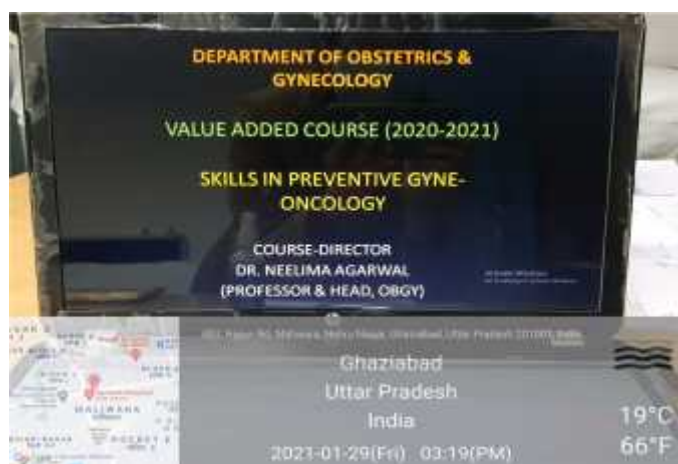 DEPARTMENT OF OBSTETRICS &
GYNECOLOGY
VALUE ADDED COURSE (2020-2021)
SKILLS IN PREVENTIVE GYNE-
ONCOLOGY
COURSE-DIRECTOR
DR. NEELIMA AGARWAL
(PROFESSOR & HEAD, OBGY)
Ghaziabad
Uttar Pradesh
India
2021-01-29(Fri) 03:19(PM)
19°C
66°F
MALIWARA